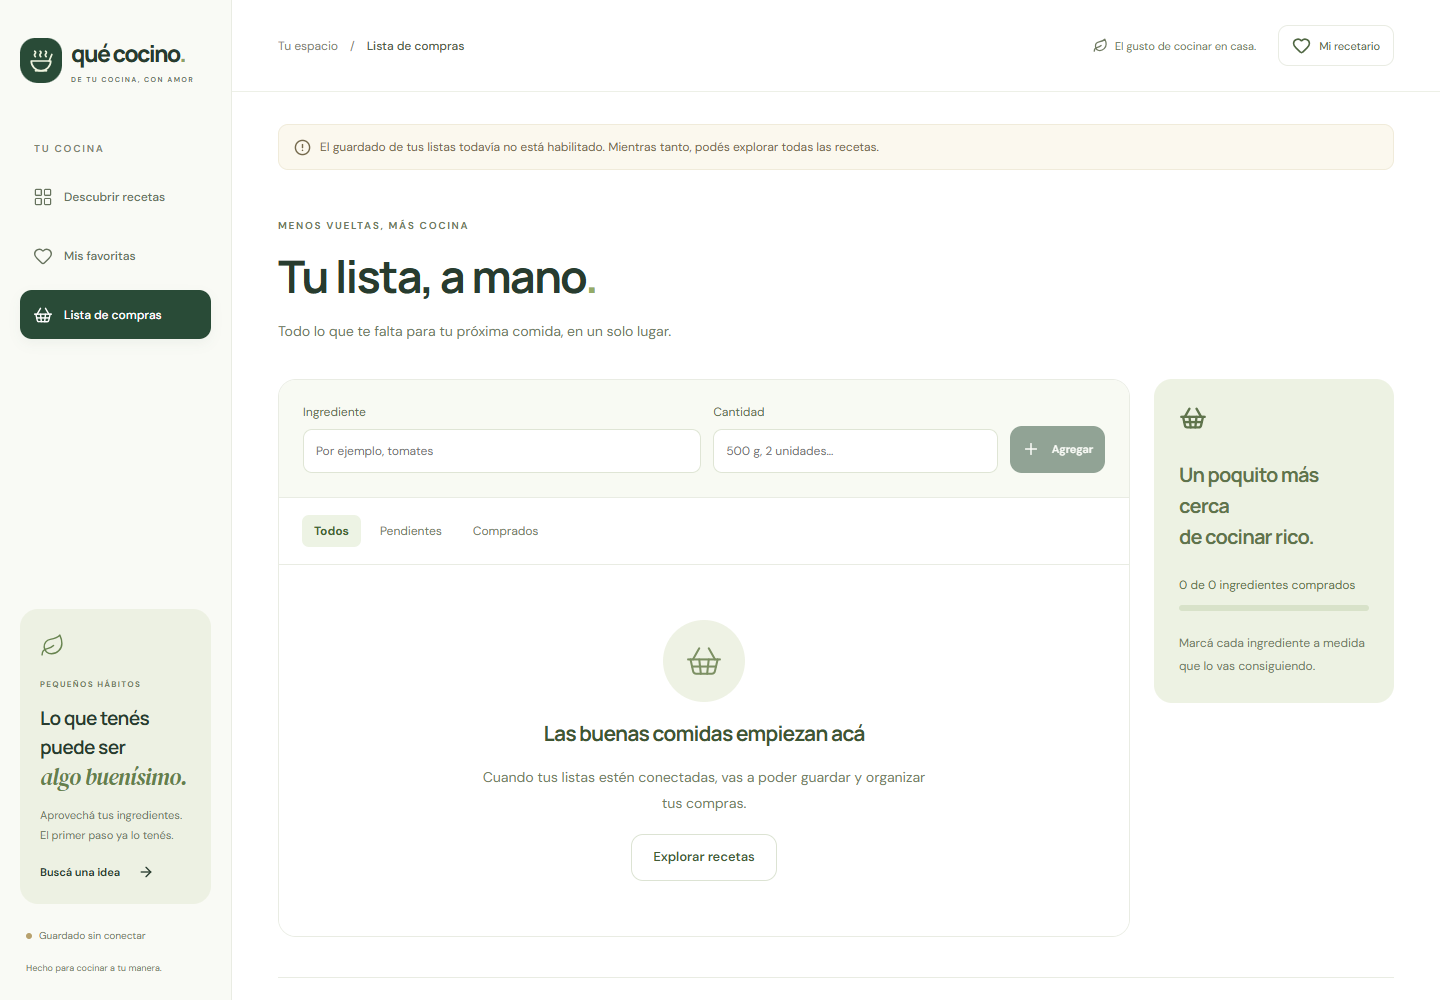 qué cocino.
DE TU COCINA, CON AMOR
TU COCINA
Descubrir recetas
Mis favoritas
Lista de compras
PEQUEÑOS HÁBITOS
Lo que tenés
puede ser
algo buenísimo.
Aprovechá tus ingredientes.
El primer paso ya lo tenés.
Buscá una idea
Guardado sin conectar
Hecho para cocinar a tu manera.
Tu espacio / Lista de compras
El gusto de cocinar en casa.
Mi recetario
El guardado de tus listas todavía no está habilitado. Mientras tanto, podés explorar todas las recetas.
MENOS VUELTAS, MÁS COCINA
Tu lista, a mano.
Todo lo que te falta para tu próxima comida, en un solo lugar.
Ingrediente
Cantidad
Por ejemplo, tomates
500 g, 2 unidades...
Agregar
Todos
Pendientes
Comprados
Las buenas comidas empiezan acá
Cuando tus listas estén conectadas, vas a poder guardar y organizar
tus compras.
Explorar recetas
Un poquito más
cerca
de cocinar rico.
0 de 0 ingredientes comprados
Marcá cada ingrediente a medida
que lo vas consiguiendo.